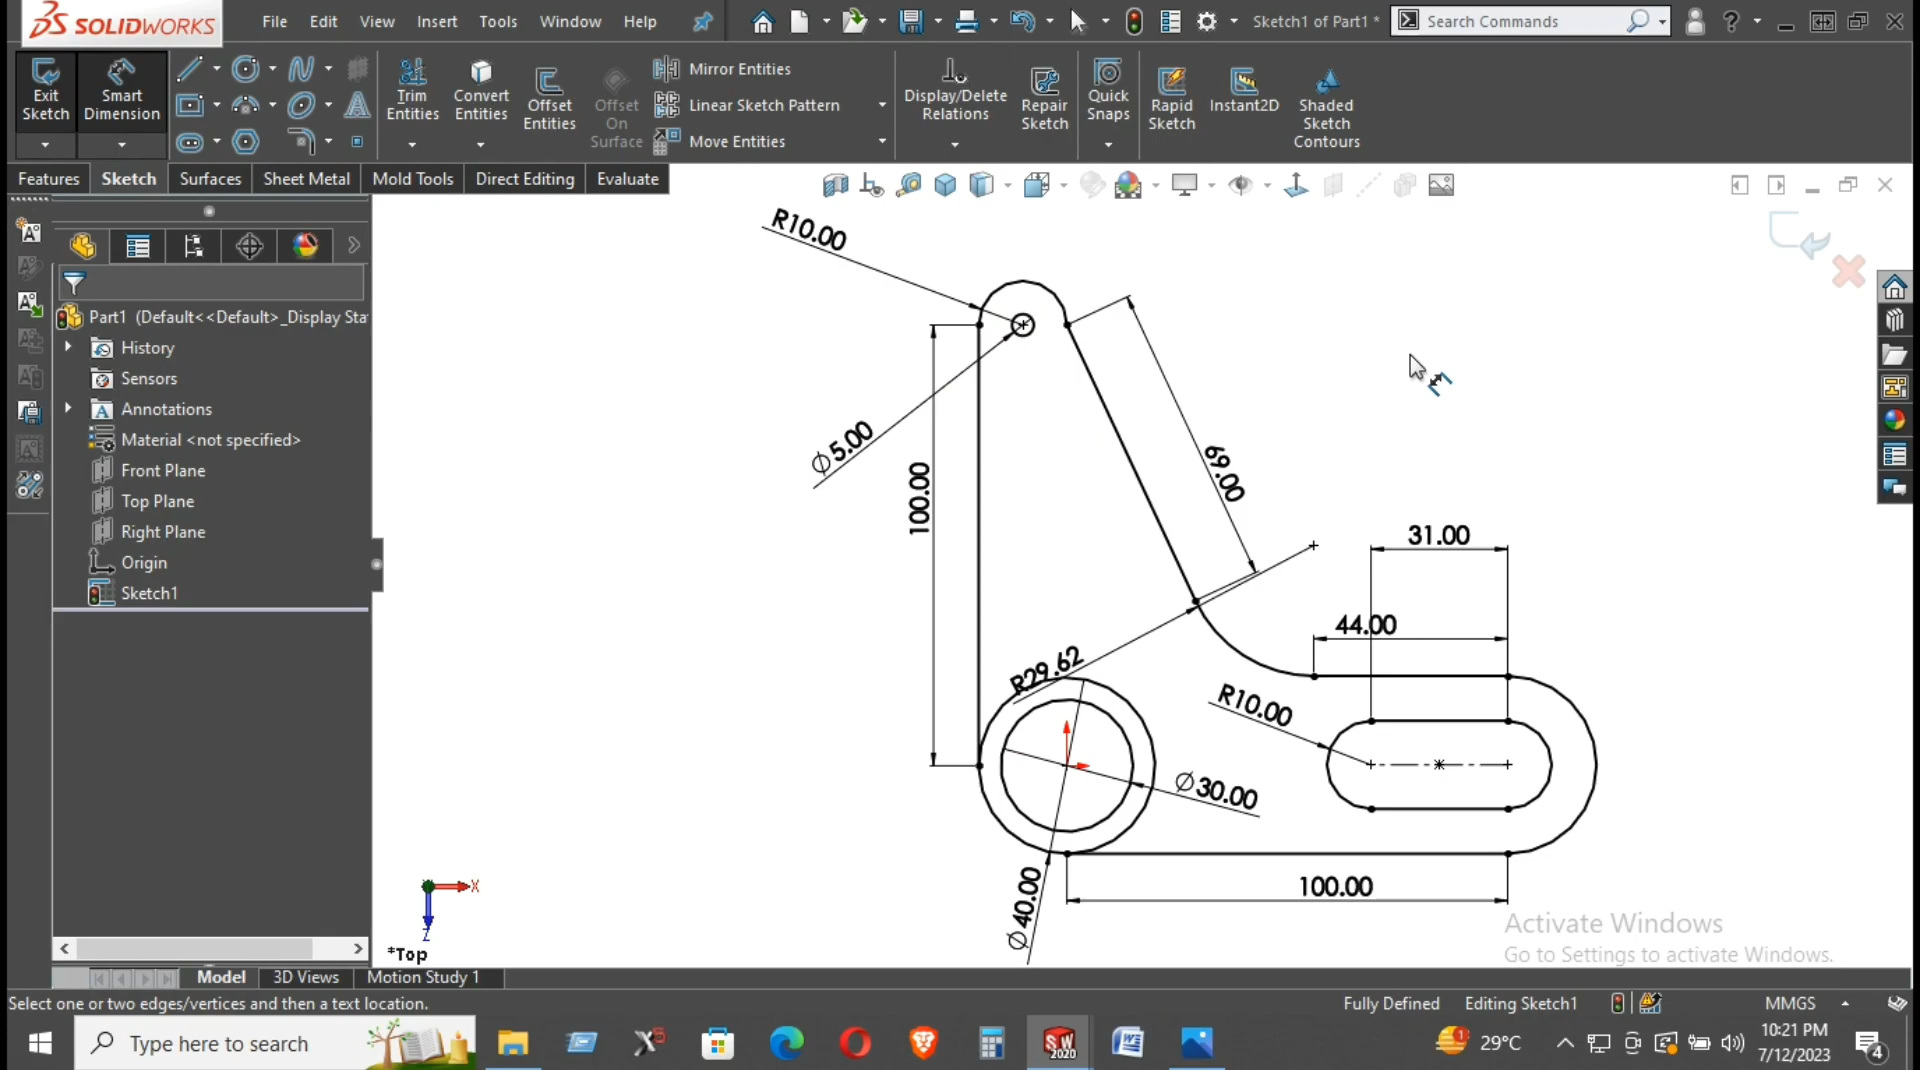 SOLIDWORKS File Edit View Insert Tools Window Help Sketch1 of Part1 * Search Commands ?
Exit Sketch
Smart Dimension
Trim Entities
Convert Entities
Offset Entities
Offset On Surface
Mirror Entities
Linear Sketch Pattern
Move Entities
Display/Delete Relations
Repair Sketch
Quick Snaps
Rapid Sketch
Instant2D
Shaded Sketch Contours
Features Sketch Surfaces Sheet Metal Mold Tools Direct Editing Evaluate
Part1 (Default<<Default>_Display Sta
History
Sensors
Annotations
Material <not specified>
Front Plane
Top Plane
Right Plane
Origin
Sketch1
R10.00
∅5.00
100.00
69.00
31.00
44.00
R29.62
R10.00
∅30.00
∅40.00
100.00
X
Z
*Top
Activate Windows
Go to Settings to activate Windows.
Model 3D Views Motion Study 1
Select one or two edges/vertices and then a text location. Fully Defined Editing Sketch1 MMGS
Type here to search
SW 2020
1
29°C
10:21 PM
7/12/2023
4